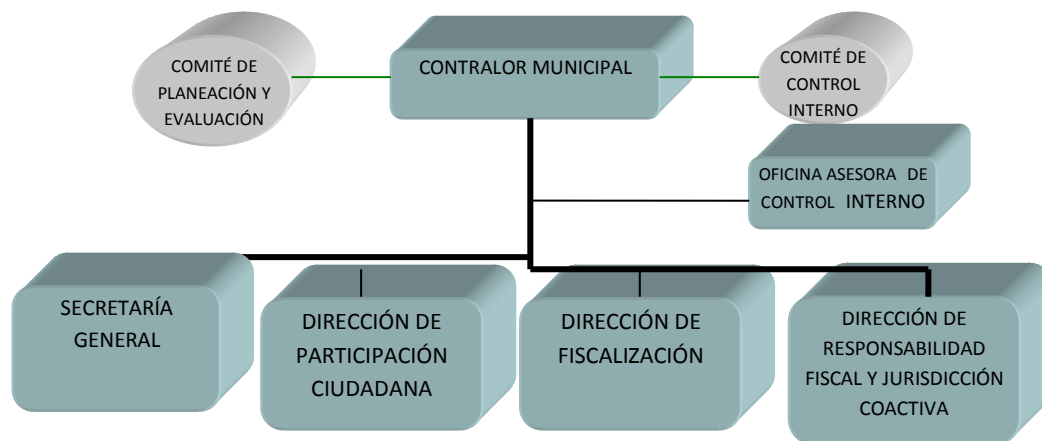 COMITÉ DE
PLANEACIÓN Y
EVALUACIÓN
CONTRALOR MUNICIPAL
COMITÉ DE
CONTROL
INTERNO
OFICINA ASESORA DE
CONTROL INTERNO
SECRETARÍA
GENERAL
DIRECCIÓN DE
PARTICIPACIÓN
CIUDADANA
DIRECCIÓN DE
FISCALIZACIÓN
DIRECCIÓN DE
RESPONSABILIDAD
FISCAL Y JURISDICCIÓN
COACTIVA